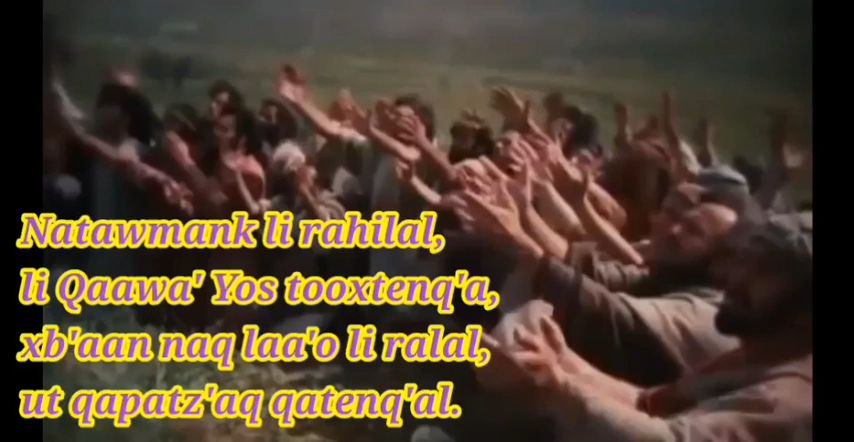 Natawmank li rahilal,
li Qaawa' Yos tooxtenq'a,
xb'aan naq laa'o li ralal,
ut qapatz'aq qatenq'al.